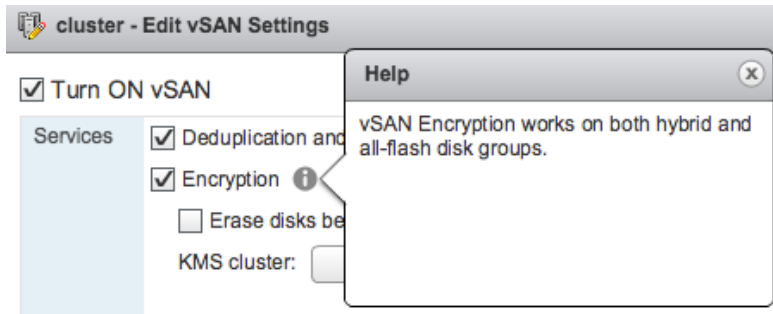 cluster - Edit vSAN Settings
Turn ON vSAN
Help
Services
Deduplication and
vSAN Encryption works on both hybrid and
all-flash disk groups.
Encryption
Erase disks be
KMS cluster: